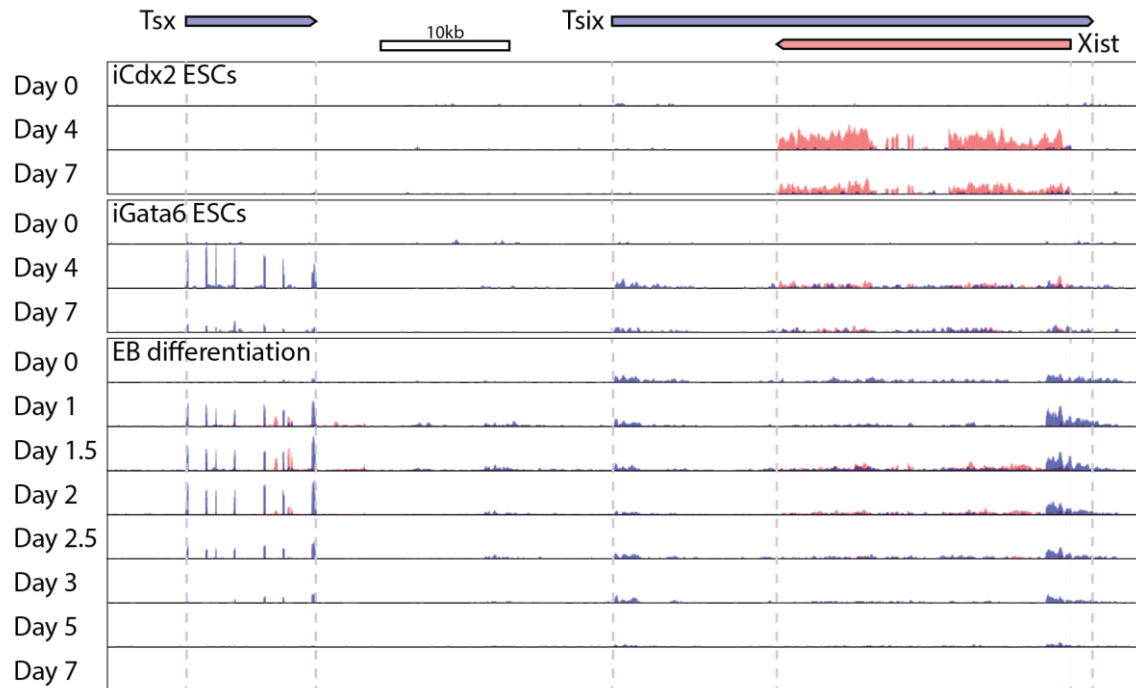 Tsx Tsix
10kb
Xist
iCdx2 ESCs
Day 0
Day 4
Day 7
iGata6 ESCs
Day 0
Day 4
Day 7
EB differentiation
Day 0
Day 1
Day 1.5
Day 2
Day 2.5
Day 3
Day 5
Day 7